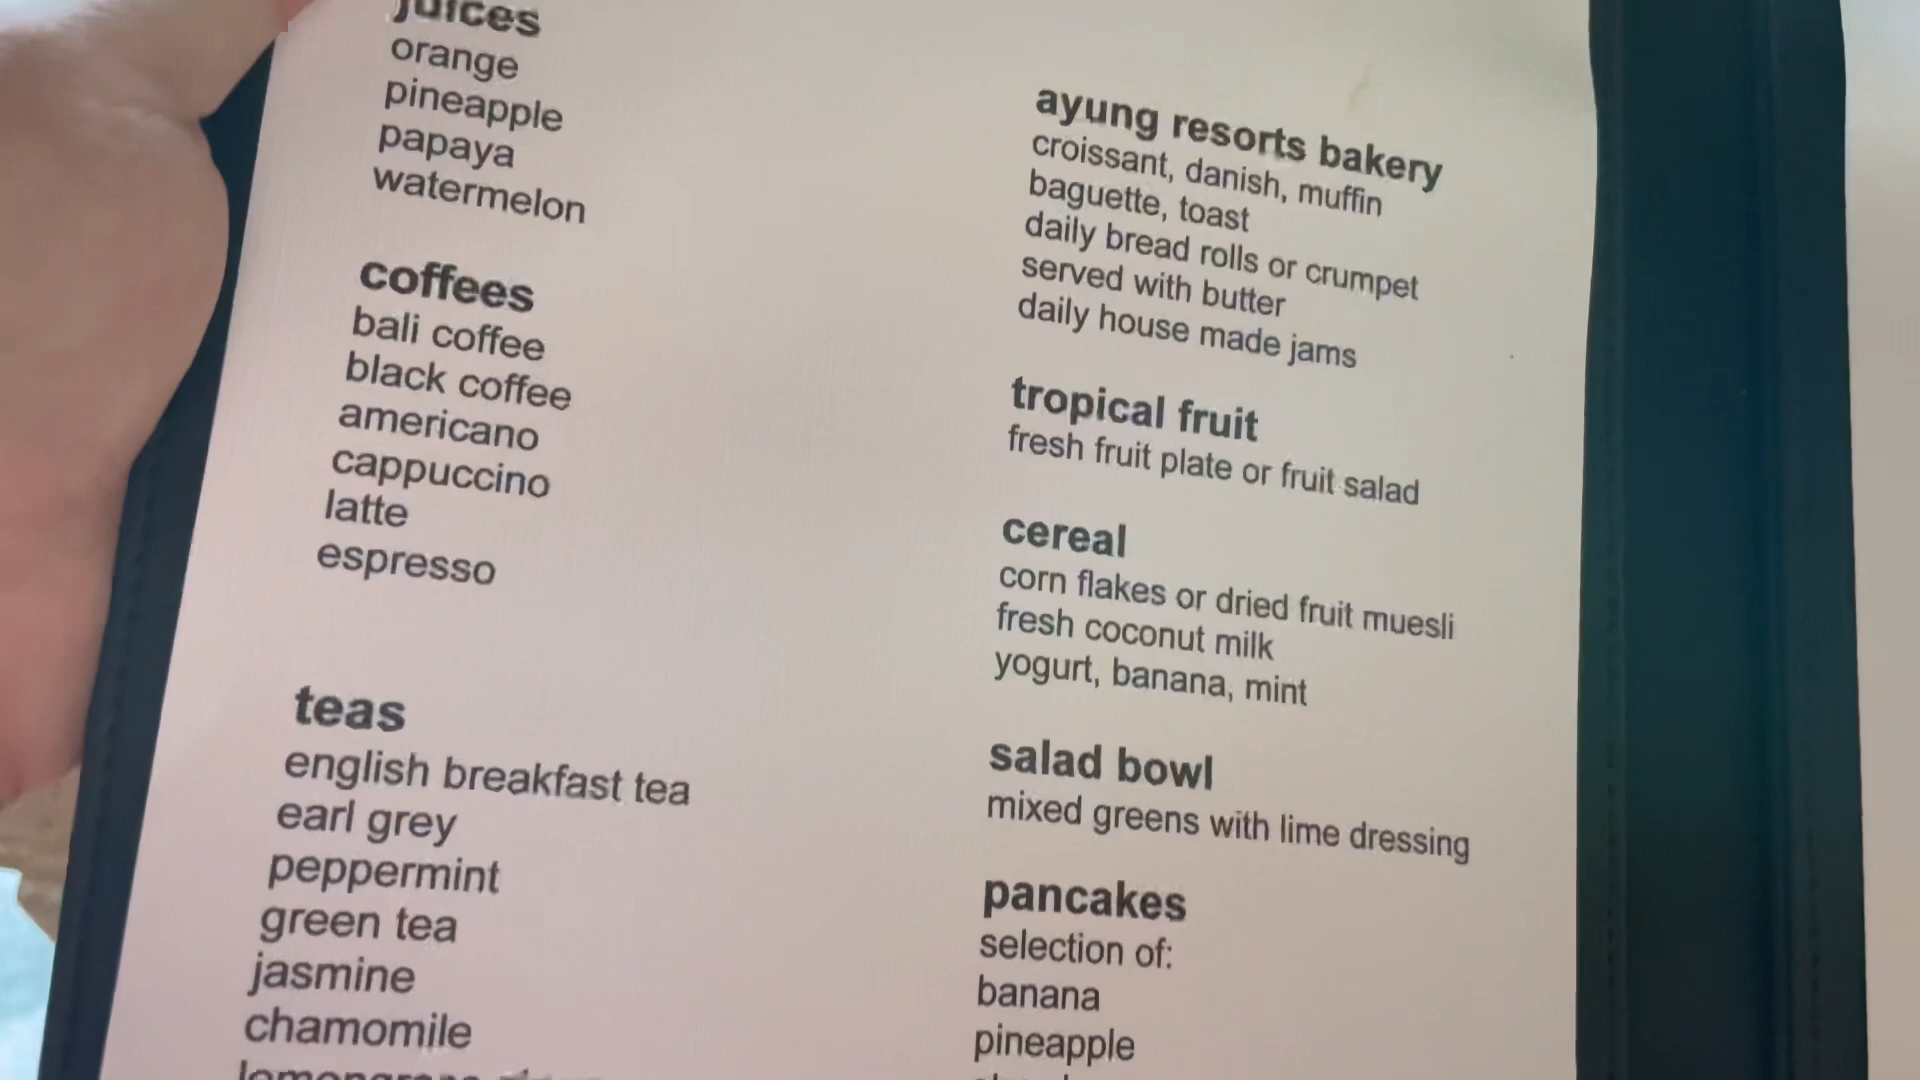 juices
orange
pineapple
papaya
watermelon
coffees
bali coffee
black coffee
americano
cappuccino
latte
espresso
teas
english breakfast tea
earl grey
peppermint
green tea
jasmine
chamomile
ayung resorts bakery
croissant, danish, muffin
baguette, toast
daily bread rolls or crumpet
served with butter
daily house made jams
tropical fruit
fresh fruit plate or fruit salad
cereal
corn flakes or dried fruit muesli
fresh coconut milk
yogurt, banana, mint
salad bowl
mixed greens with lime dressing
pancakes
selection of:
banana
pineapple